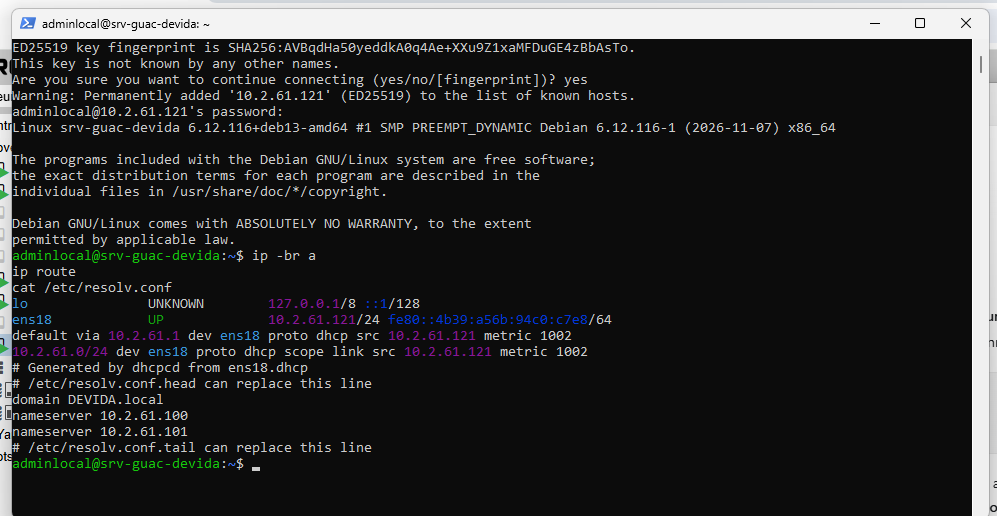 adminlocal@srv-guac-devida: ~
ED25519 key fingerprint is SHA256:AVBqdHa50yeddkA0q4Ae+XXu9Z1xaMFDuGE4zBbAsTo.
This key is not known by any other names.
Are you sure you want to continue connecting (yes/no/[fingerprint])? yes
Warning: Permanently added '10.2.61.121' (ED25519) to the list of known hosts.
adminlocal@10.2.61.121's password:
Linux srv-guac-devida 6.12.116+deb13-amd64 #1 SMP PREEMPT_DYNAMIC Debian 6.12.116-1 (2026-11-07) x86_64
The programs included with the Debian GNU/Linux system are free software;
the exact distribution terms for each program are described in the
individual files in /usr/share/doc/*/copyright.
Debian GNU/Linux comes with ABSOLUTELY NO WARRANTY, to the extent
permitted by applicable law.
adminlocal@srv-guac-devida:~$ ip -br a
ip route
cat /etc/resolv.conf
lo UNKNOWN 127.0.0.1/8 ::1/128
ens18 UP 10.2.61.121/24 fe80::4b39:a56b:94c0:c7e8/64
default via 10.2.61.1 dev ens18 proto dhcp src 10.2.61.121 metric 1002
10.2.61.0/24 dev ens18 proto dhcp scope link src 10.2.61.121 metric 1002
# Generated by dhcpcd from ens18.dhcp
# /etc/resolv.conf.head can replace this line
domain DEVIDA.local
nameserver 10.2.61.100
nameserver 10.2.61.101
# /etc/resolv.conf.tail can replace this line
adminlocal@srv-guac-devida:~$